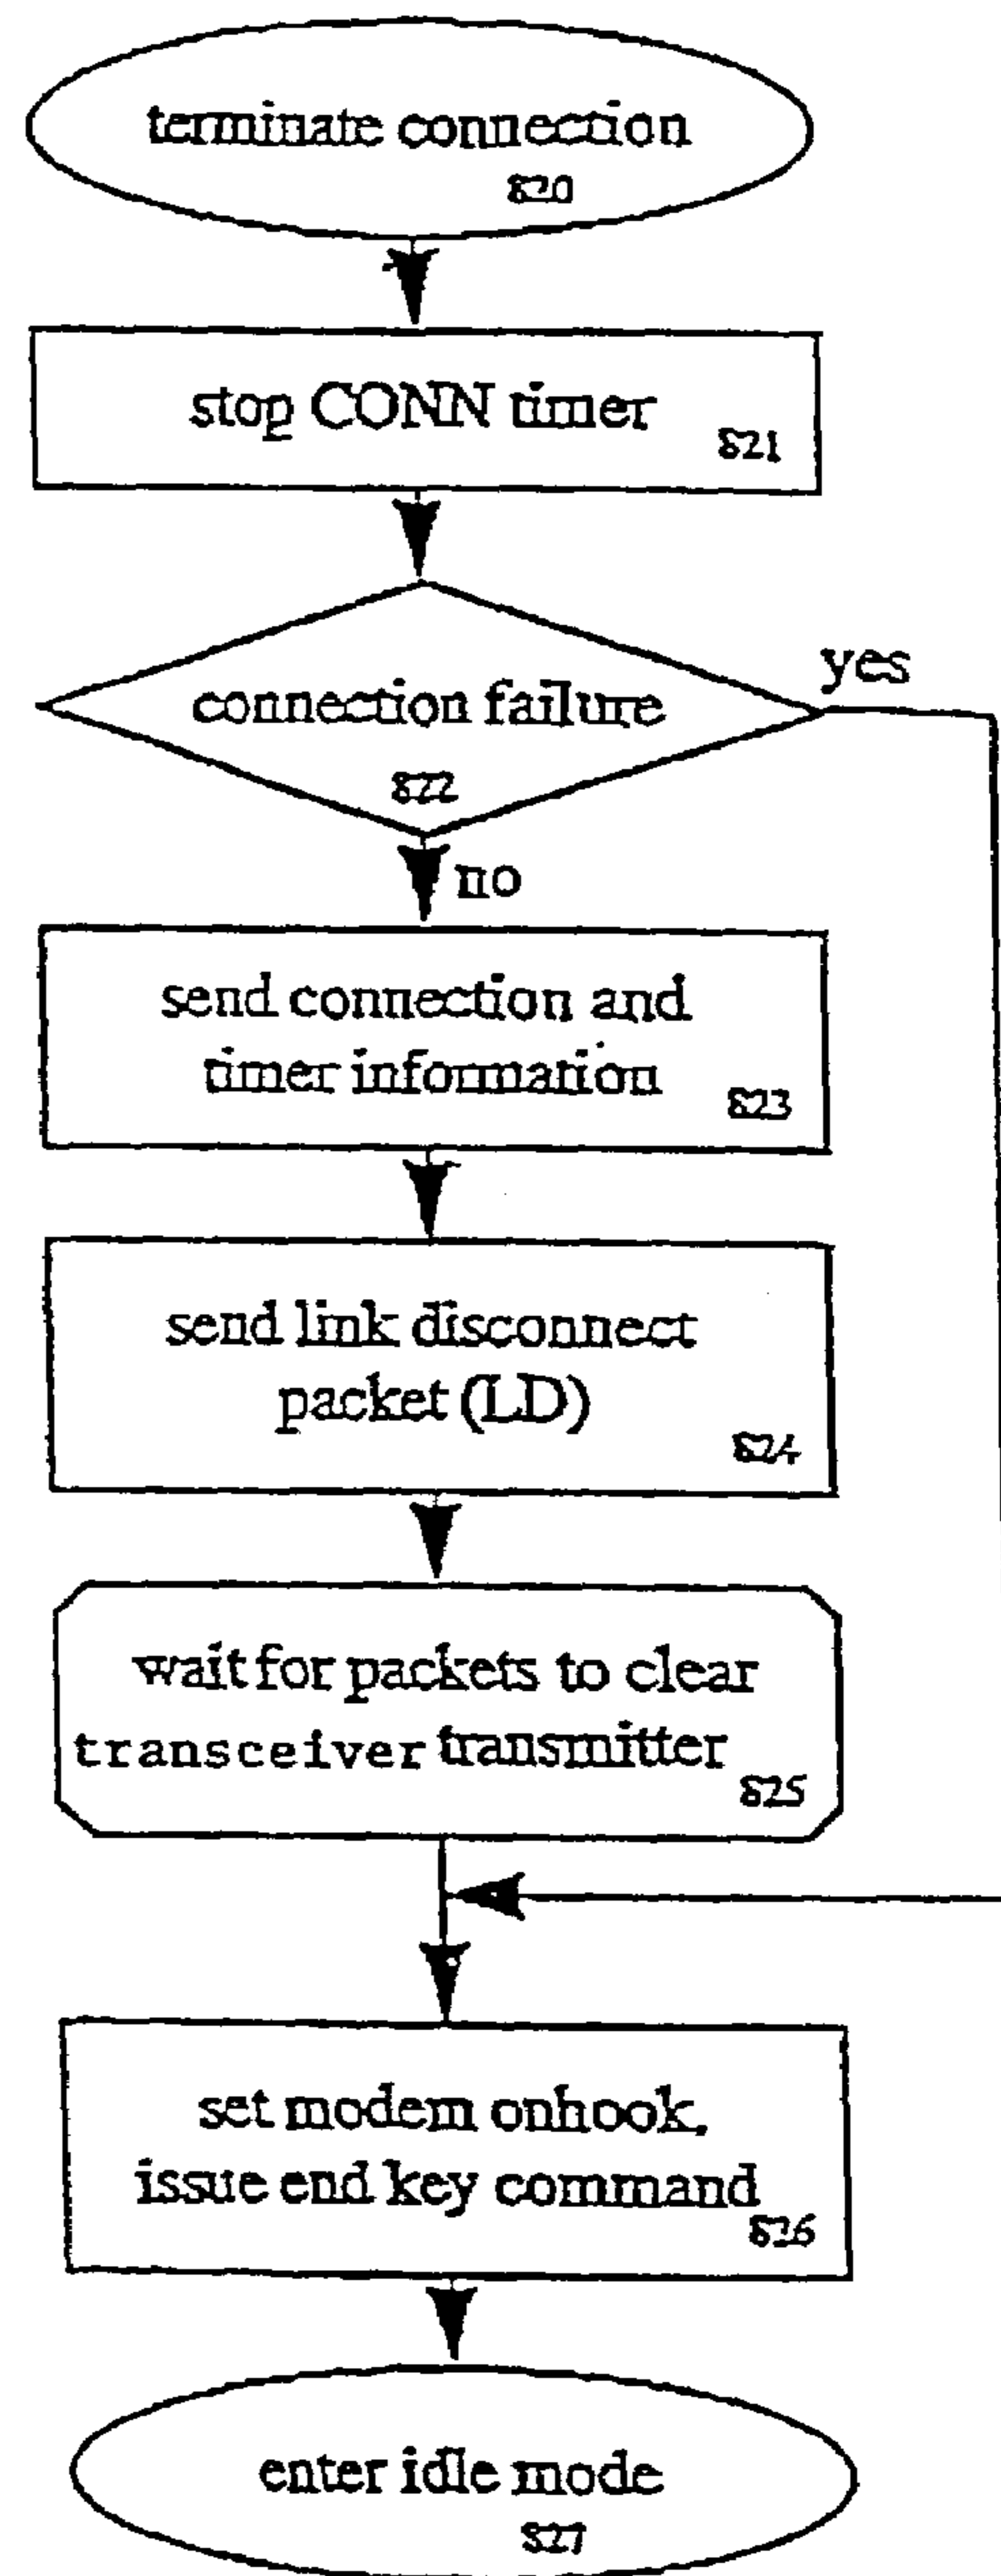 terminate connection
820
stop CONN timer
821
connection failure
822
yes
no
send connection and
timer information
823
send link disconnect
packet (LD)
824
wait for packets to clear
transceiver transmitter
825
set modem onhook,
issue end key command
826
enter idle mode
827